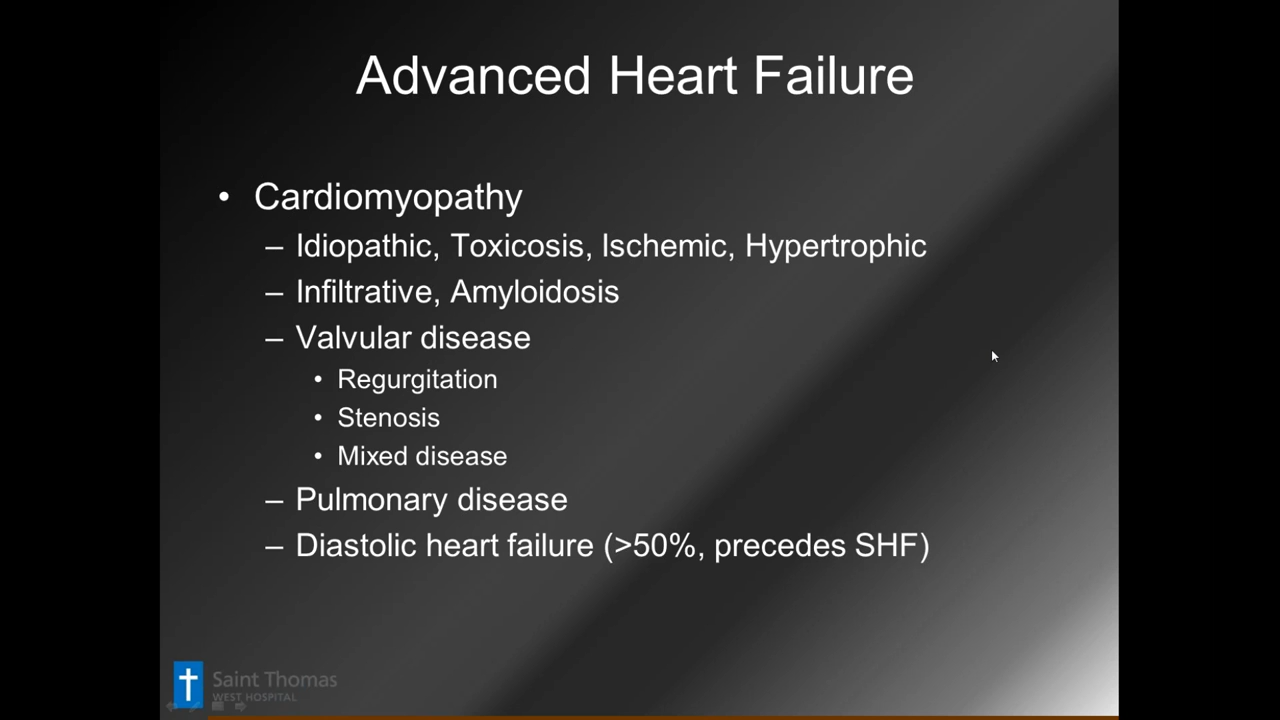 Advanced Heart Failure
• Cardiomyopathy
– Idiopathic, Toxicosis, Ischemic, Hypertrophic
– Infiltrative, Amyloidosis
– Valvular disease
• Regurgitation
• Stenosis
• Mixed disease
– Pulmonary disease
– Diastolic heart failure (>50%, precedes SHF)
Saint Thomas
WEST HOSPITAL